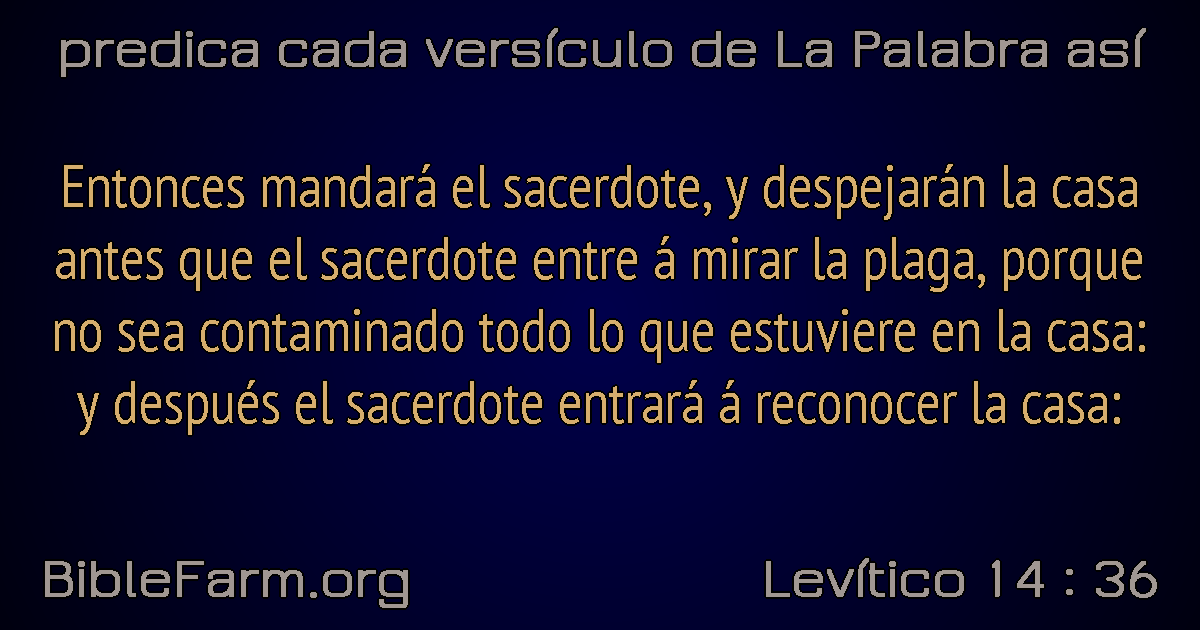 predica cada versículo de La Palabra así
Entonces mandará el sacerdote, y despejarán la casa
antes que el sacerdote entre á mirar la plaga, porque
no sea contaminado todo lo que estuviere en la casa:
y después el sacerdote entrará á reconocer la casa:
BibleFarm.org
Levítico 14 : 36